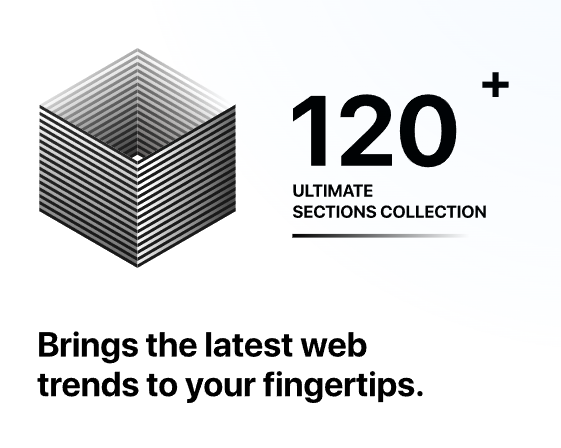 120+
ULTIMATE
SECTIONS COLLECTION
Brings the latest web
trends to your fingertips.